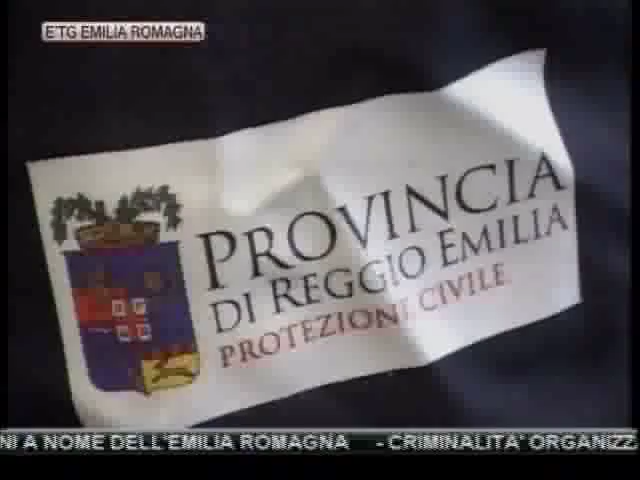 E'TG EMILIA ROMAGNA
PROVINCIA
DI REGGIO EMILIA
PROTEZIONE CIVILE
NI A NOME DELL'EMILIA ROMAGNA - CRIMINALITA' ORGANIZZ